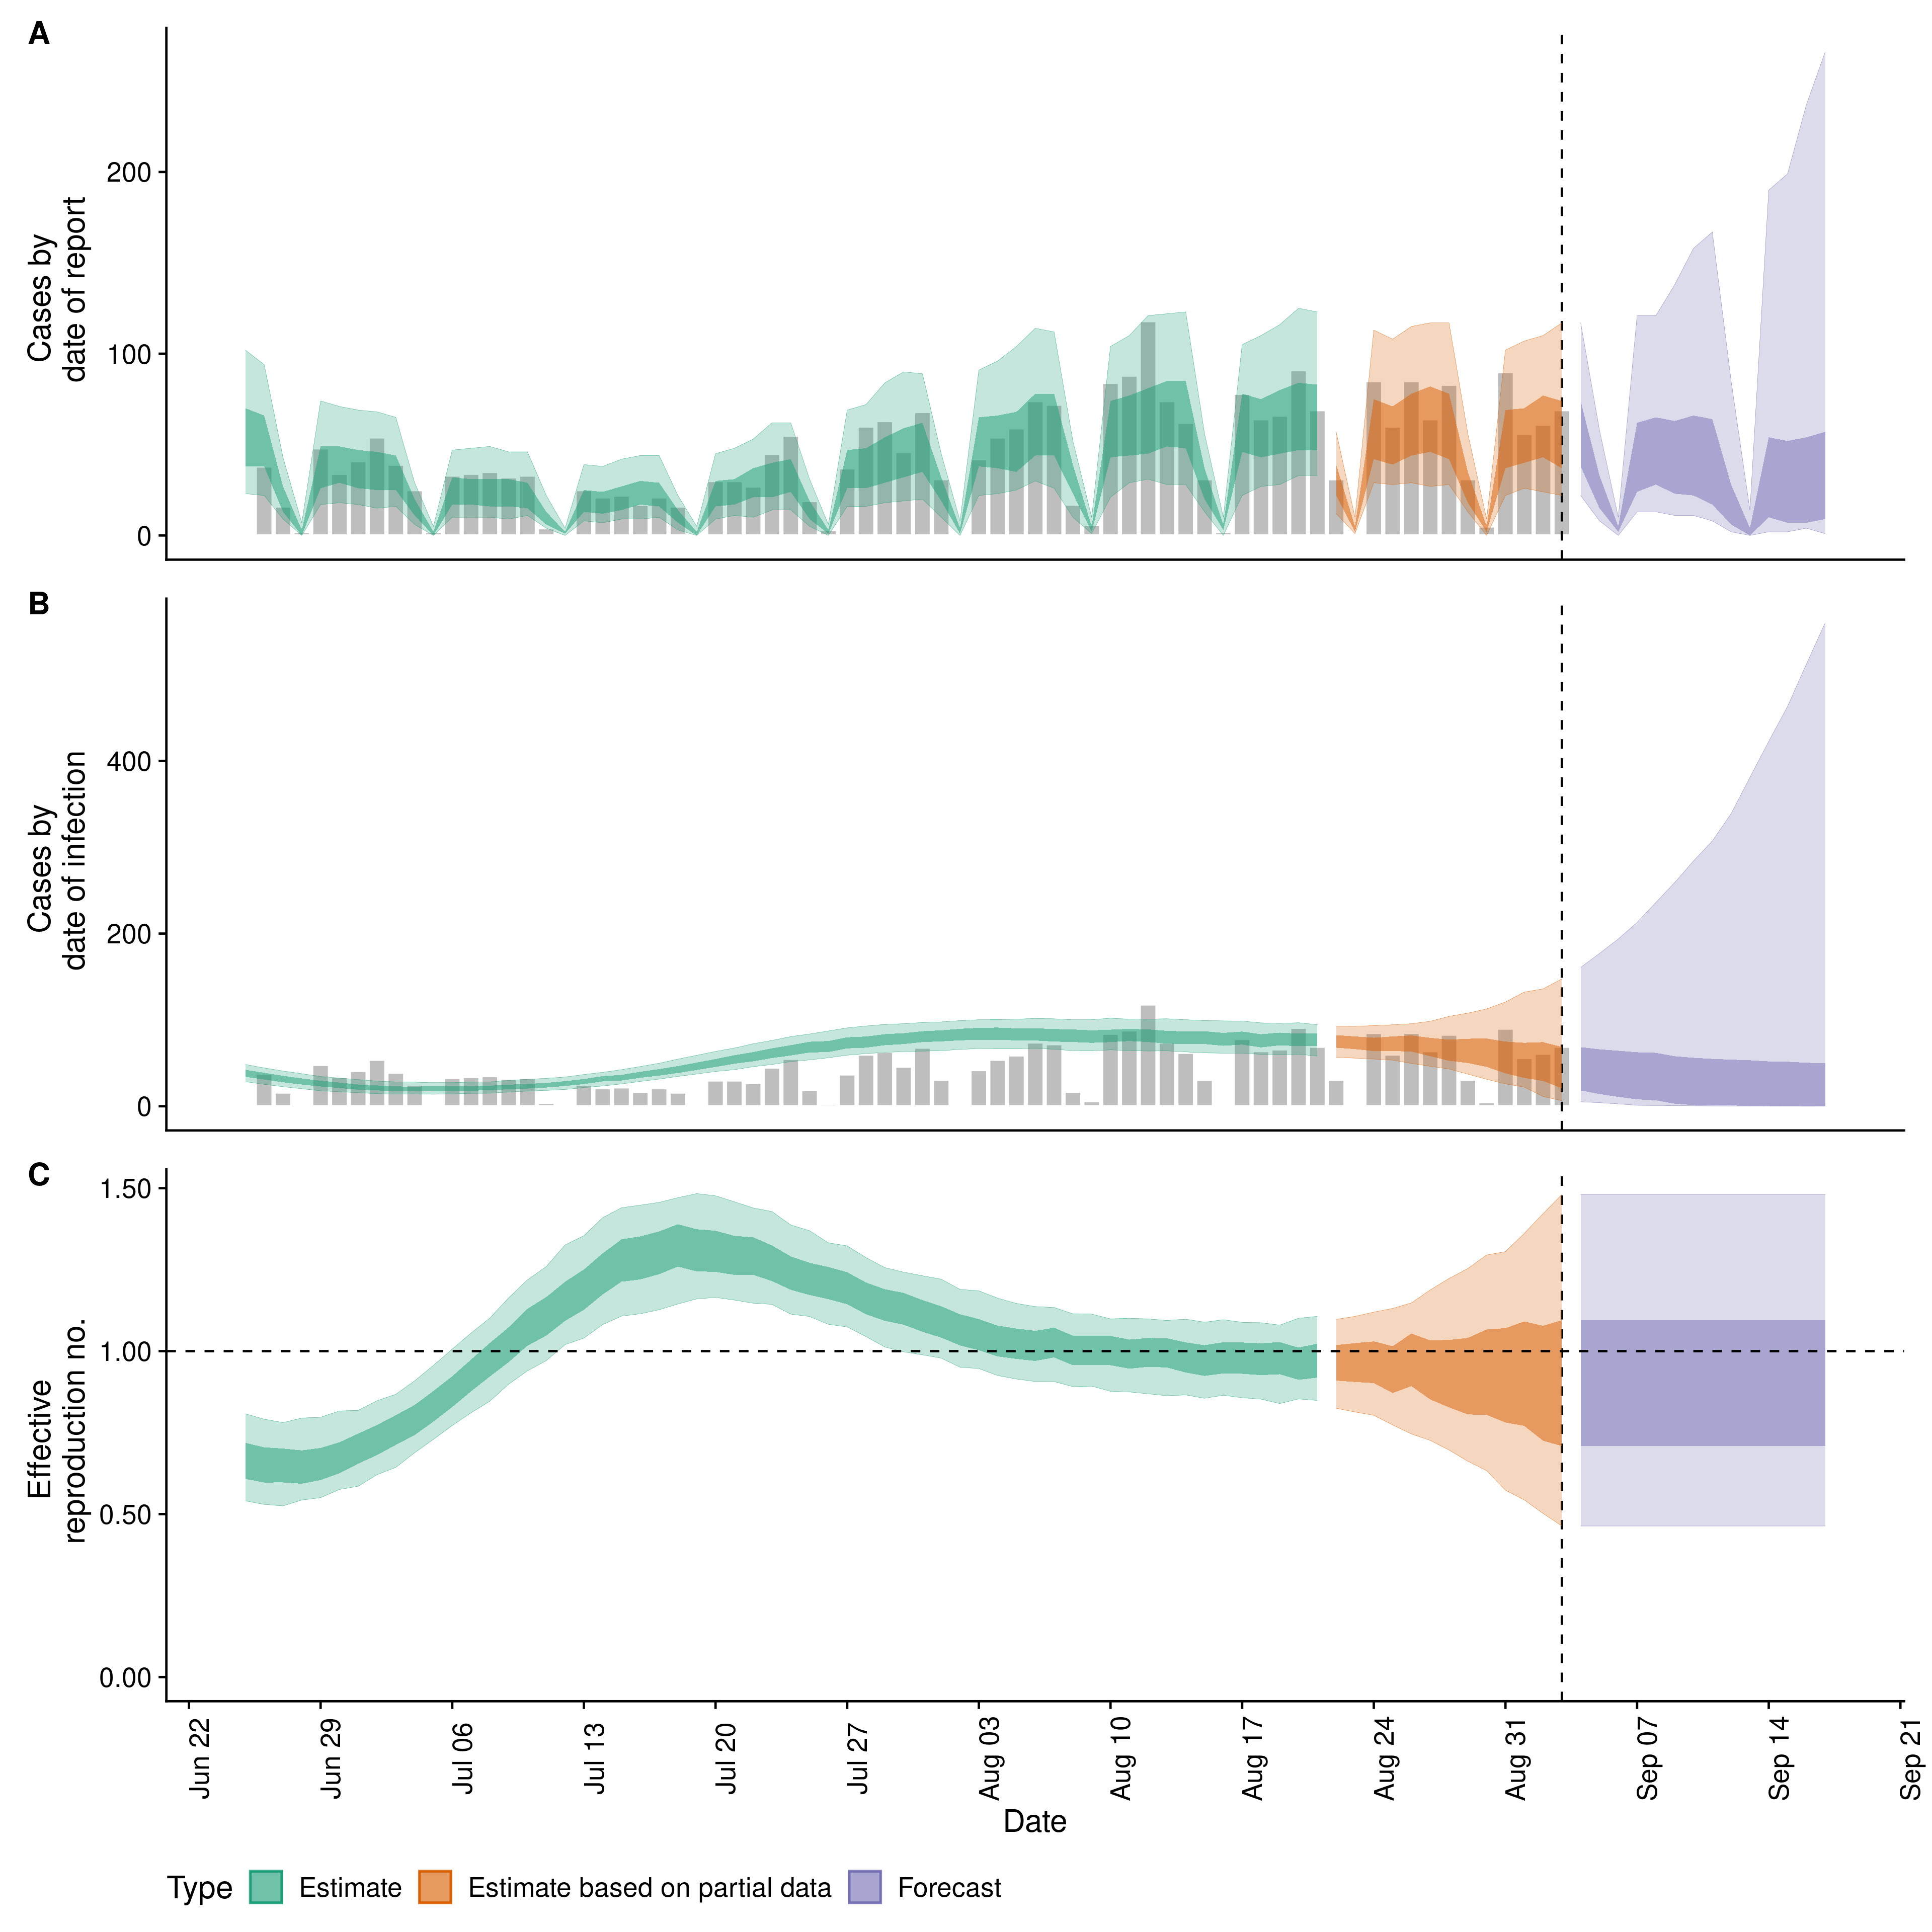 A
Cases by
date of report
200
100
0
B
Cases by
date of infection
400
200
0
C
Effective
reproduction no.
1.50
1.00
0.50
0.00
Jun 22
Jun 29
Jul 06
Jul 13
Jul 20
Jul 27
Aug 03
Aug 10
Aug 17
Aug 24
Aug 31
Sep 07
Sep 14
Sep 21
Date
Type Estimate Estimate based on partial data Forecast